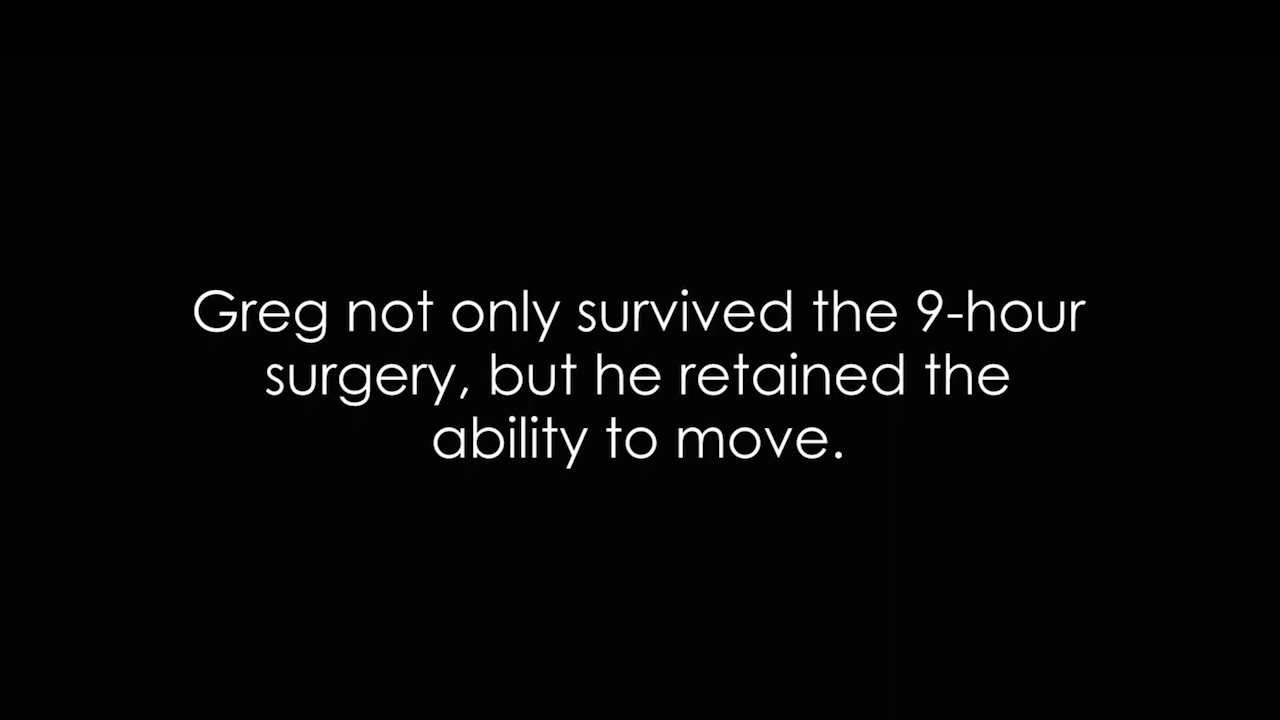 Greg not only survived the 9-hour
surgery, but he retained the
ability to move.